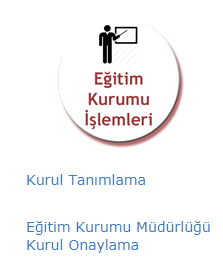 Eğitim
Kurumu
İşlemleri
Kurul Tanımlama
Eğitim Kurumu Müdürlüğü
Kurul Onaylama